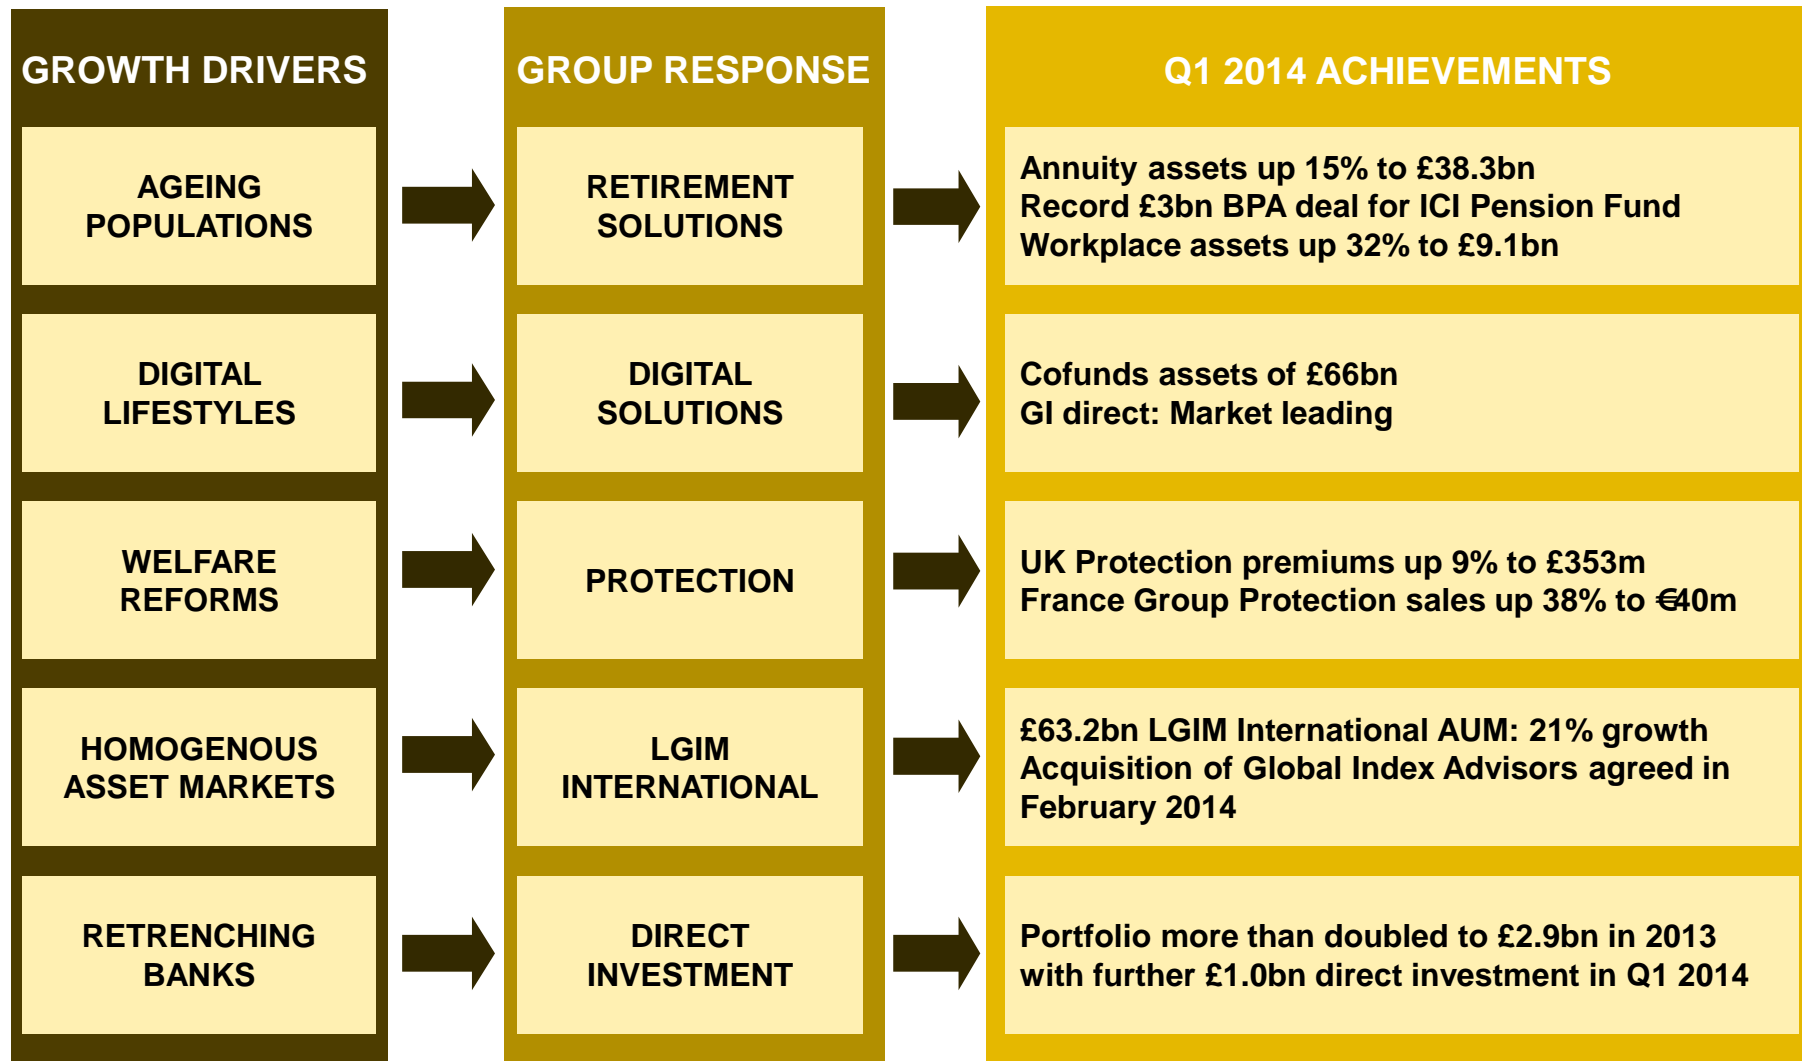 GROWTH DRIVERS
GROUP RESPONSE
Q1 2014 ACHIEVEMENTS
AGEING
POPULATIONS
RETIREMENT
SOLUTIONS
Annuity assets up 15% to £38.3bn
Record £3bn BPA deal for ICI Pension Fund
Workplace assets up 32% to £9.1bn
DIGITAL
LIFESTYLES
DIGITAL
SOLUTIONS
Cofunds assets of £66bn
GI direct: Market leading
WELFARE
REFORMS
PROTECTION
UK Protection premiums up 9% to £353m
France Group Protection sales up 38% to €40m
HOMOGENOUS
ASSET MARKETS
LGIM
INTERNATIONAL
£63.2bn LGIM International AUM: 21% growth
Acquisition of Global Index Advisors agreed in
February 2014
RETRENCHING
BANKS
DIRECT
INVESTMENT
Portfolio more than doubled to £2.9bn in 2013
with further £1.0bn direct investment in Q1 2014